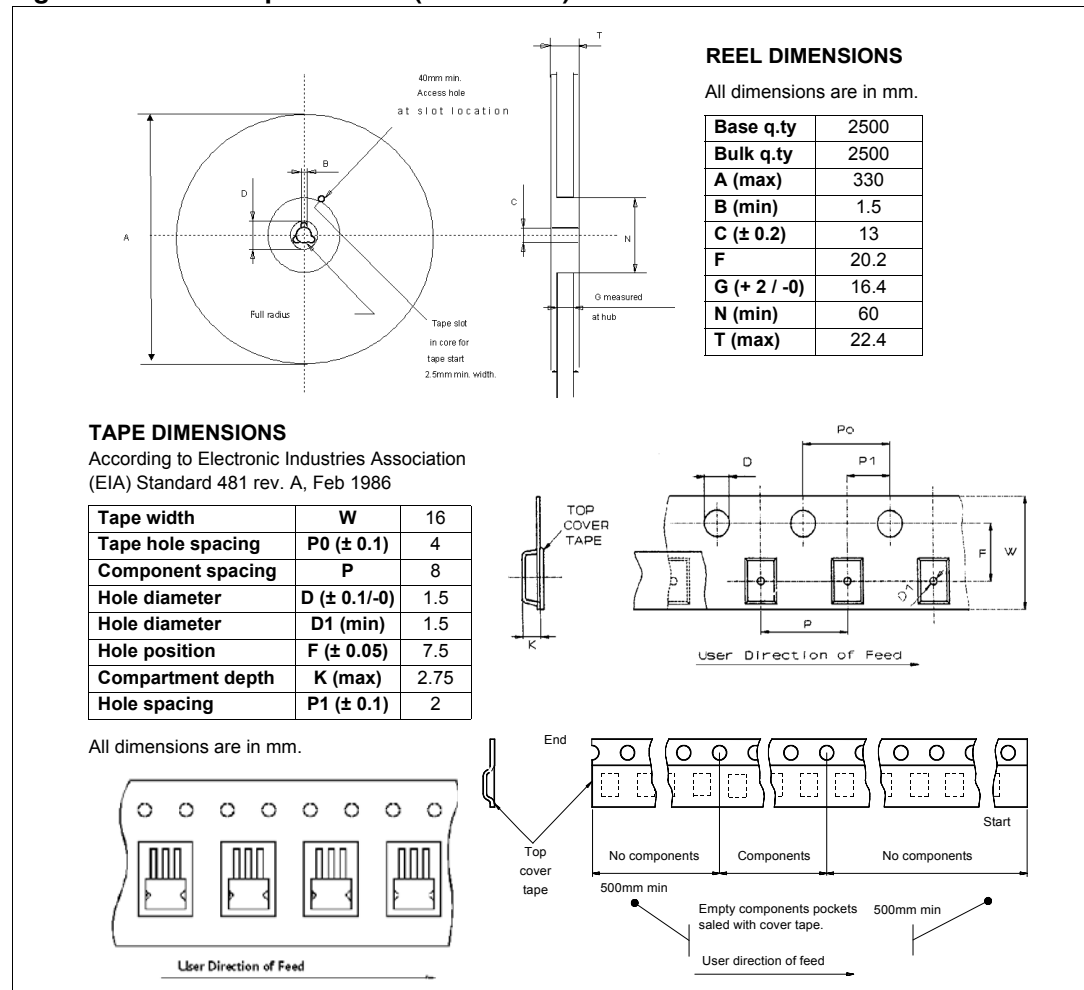 T
40mm min.
Access hole
at slot location
B
D
A
C
N
Full radius
Tape slot
in core for
tape start
2.5mm min. width.
G measured
at hub
REEL DIMENSIONS
All dimensions are in mm.
Base q.ty 2500
Bulk q.ty 2500
A (max) 330
B (min) 1.5
C (± 0.2) 13
F 20.2
G (+ 2 / -0) 16.4
N (min) 60
T (max) 22.4
TAPE DIMENSIONS
According to Electronic Industries Association
(EIA) Standard 481 rev. A, Feb 1986
Tape width W 16
Tape hole spacing P0 (± 0.1) 4
Component spacing P 8
Hole diameter D (± 0.1/-0) 1.5
Hole diameter D1 (min) 1.5
Hole position F (± 0.05) 7.5
Compartment depth K (max) 2.75
Hole spacing P1 (± 0.1) 2
All dimensions are in mm.
TOP
COVER
TAPE
K
Po
D
P1
F
W
D1
P
User Direction of Feed
User Direction of Feed
End
Start
Top
cover
tape
No components
Components
No components
500mm min
Empty components pockets
saled with cover tape.
500mm min
User direction of feed